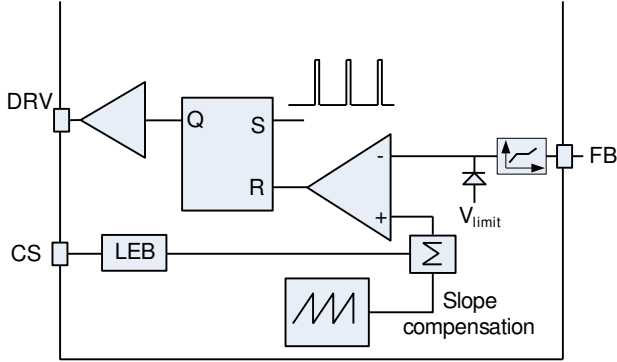 DRV
Q
S
R
-
+
FB
V_limit
CS
LEB
Σ
Slope
compensation